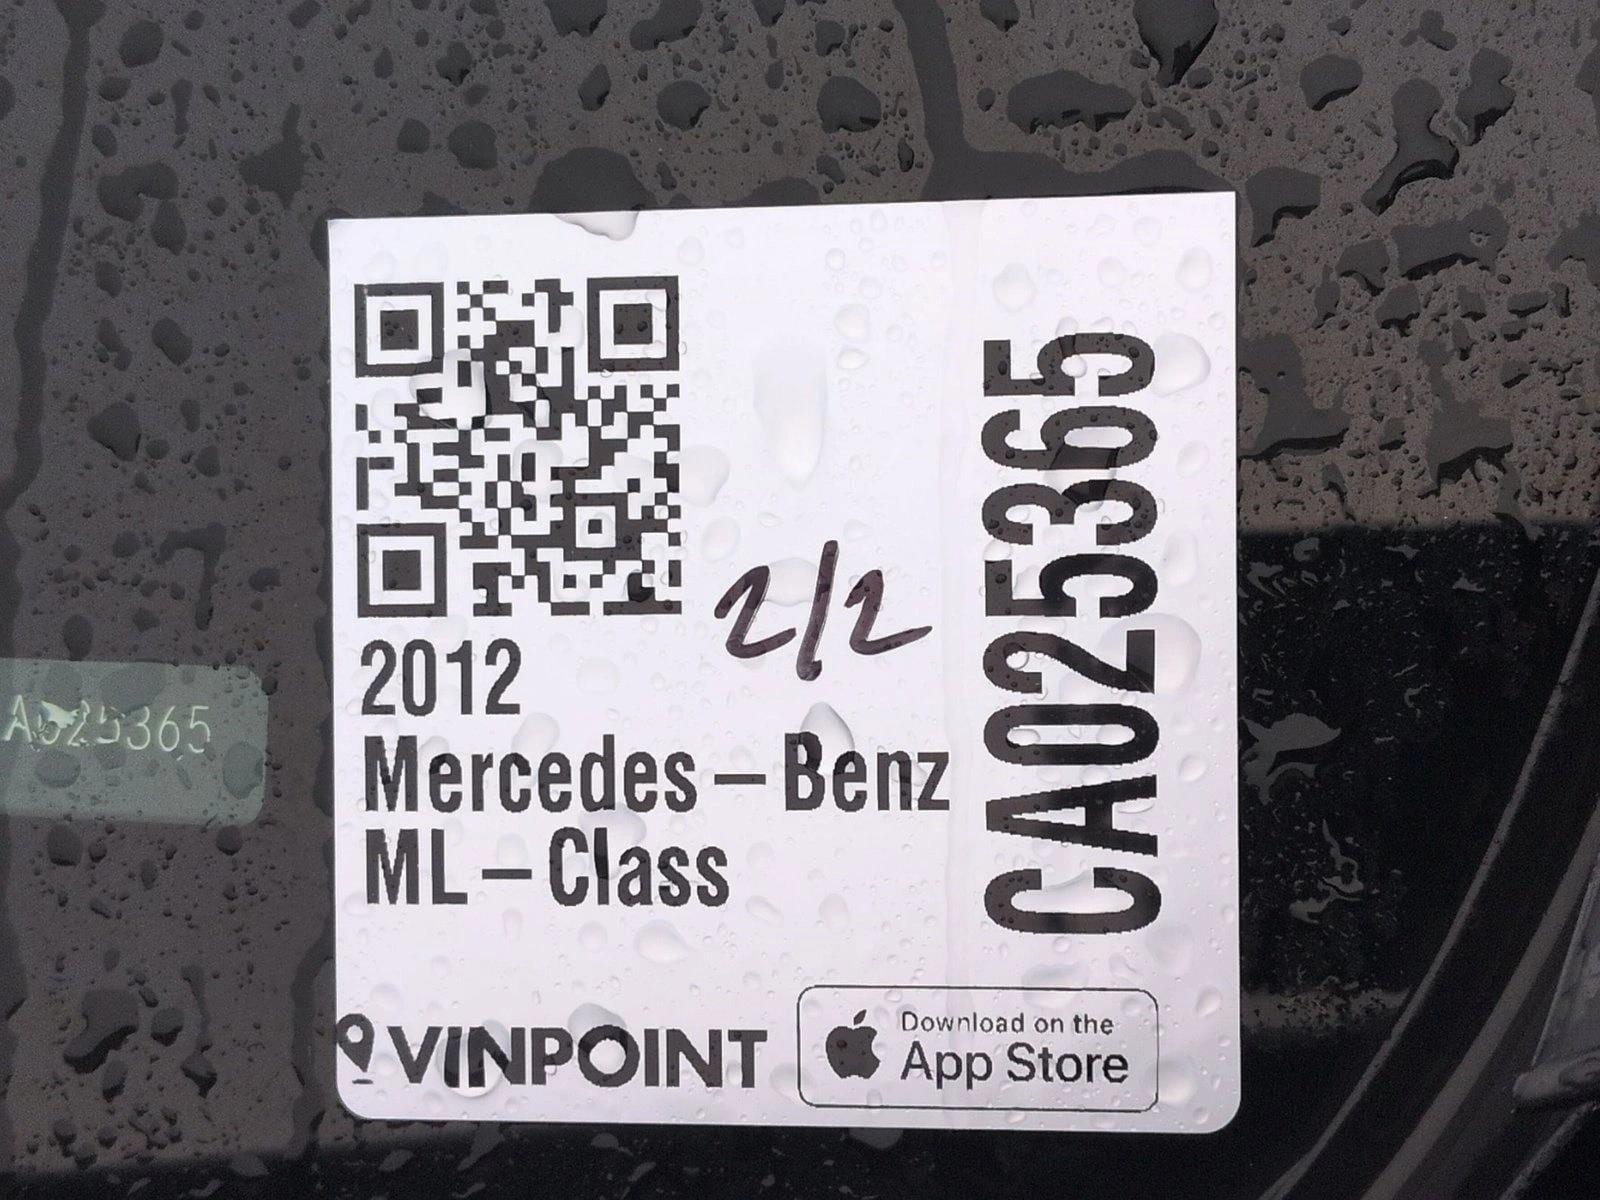 2/2
2012
Mercedes-Benz
ML-Class
CA025365
VINPOINT
Download on the
App Store
A025365